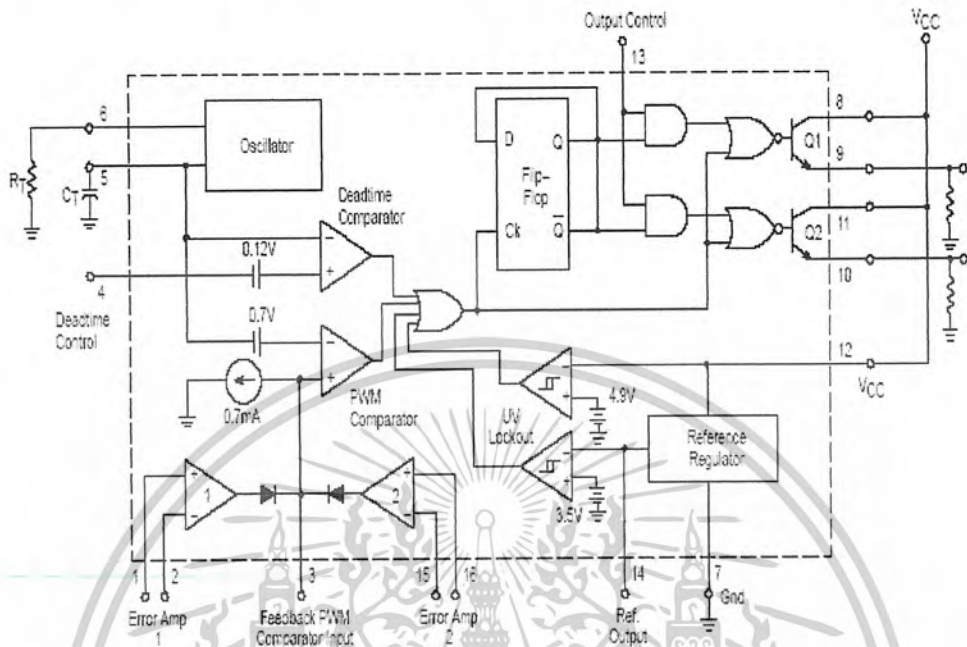 Output Control
VCC
13
6
8
Oscillator
D
Q
Q1
RT
5
9
CT
Flip-
Flop
Deadtime
Comparator
11
Ck
Q
Q2
0.12V
4
10
Deadtime
Control
0.7V
12
VCC
0.7mA
PWM
Comparator
UV
Lockout
4.9V
Reference
Regulator
1
2
3.5V
1
2
3
15
16
14
7
Gnd
Error Amp
1
Feedback PWM
Comparator Input
Error Amp
2
Ref.
Output